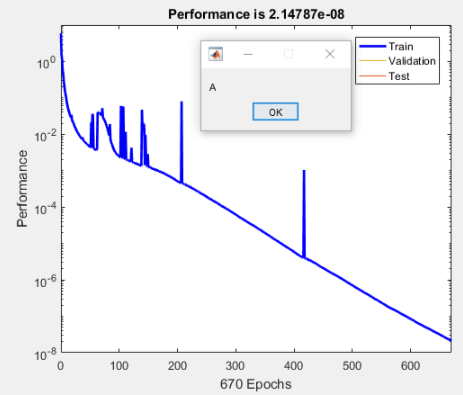 Performance is 2.14787e-08
Train
Validation
Test
A
OK
Performance
10^0
10^-2
10^-4
10^-6
10^-8
0 100 200 300 400 500 600
670 Epochs